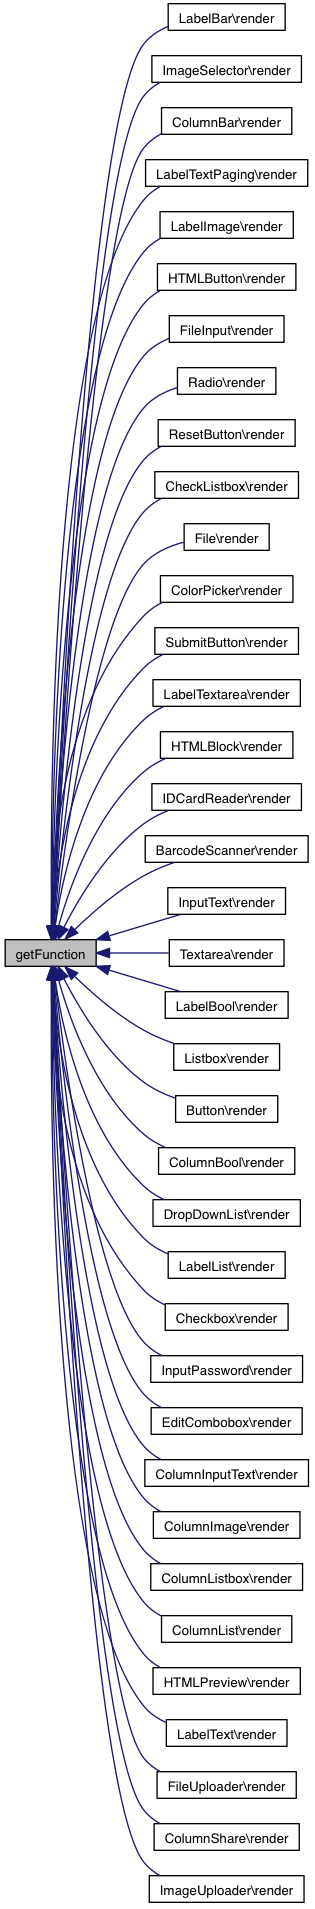 LabelBar\render
ImageSelector\render
ColumnBar\render
LabelTextPaging\render
LabelImage\render
HTMLButton\render
FileInput\render
Radio\render
ResetButton\render
CheckListbox\render
File\render
ColorPicker\render
SubmitButton\render
LabelTextarea\render
HTMLBlock\render
IDCardReader\render
BarcodeScanner\render
InputText\render
getFunction
Textarea\render
LabelBool\render
Listbox\render
Button\render
ColumnBool\render
DropDownList\render
LabelList\render
Checkbox\render
InputPassword\render
EditCombobox\render
ColumnInputText\render
ColumnImage\render
ColumnListbox\render
ColumnList\render
HTMLPreview\render
LabelText\render
FileUploader\render
ColumnShare\render
ImageUploader\render